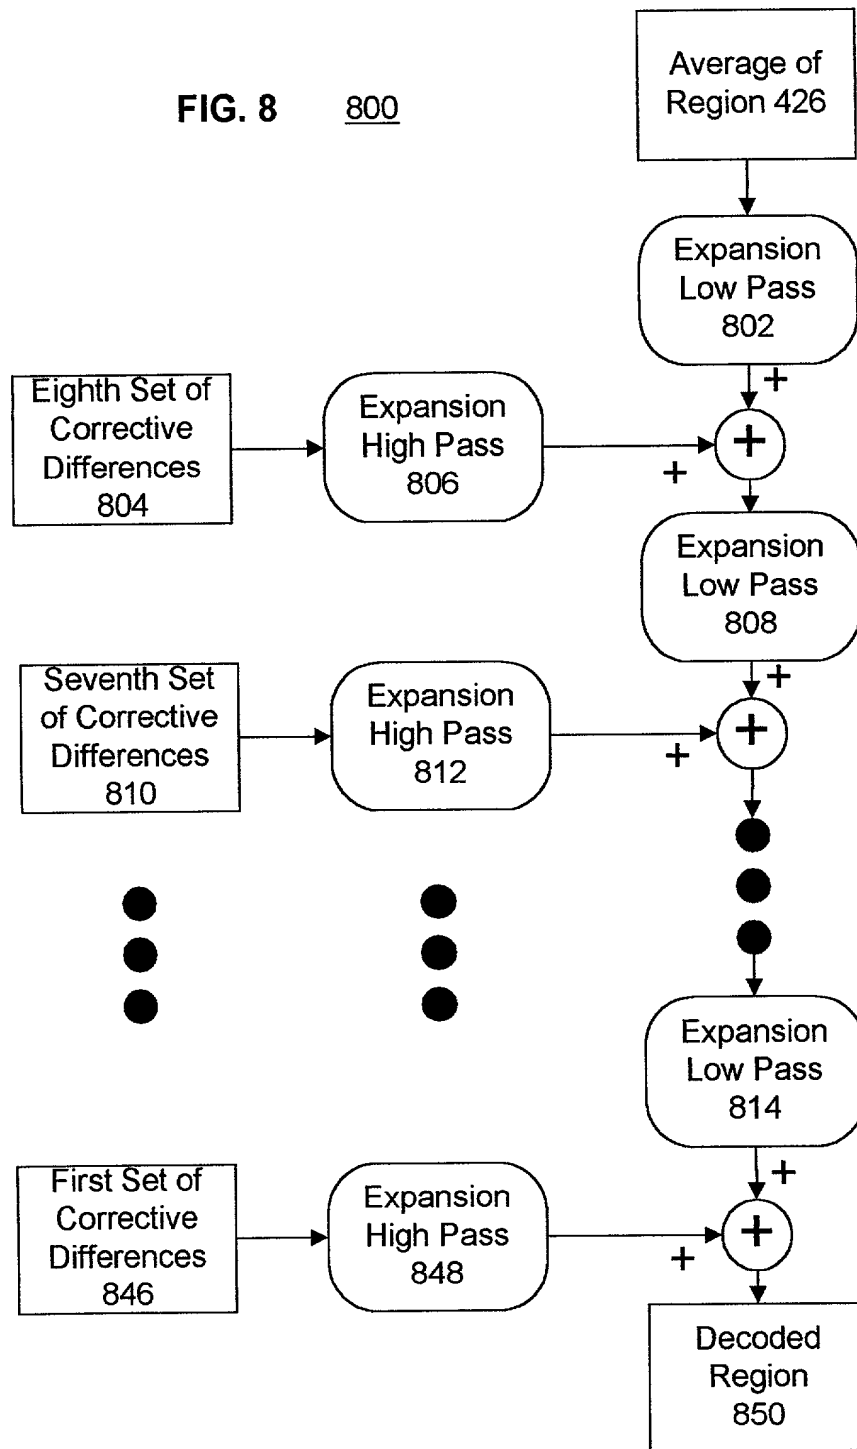 FIG. 8 800
Average of
Region 426
Expansion
Low Pass
802
+
Eighth Set of
Corrective
Differences
804
Expansion
High Pass
806
+
+
Expansion
Low Pass
808
+
Seventh Set
of Corrective
Differences
810
Expansion
High Pass
812
+
+
Expansion
Low Pass
814
+
First Set of
Corrective
Differences
846
Expansion
High Pass
848
+
+
Decoded
Region
850